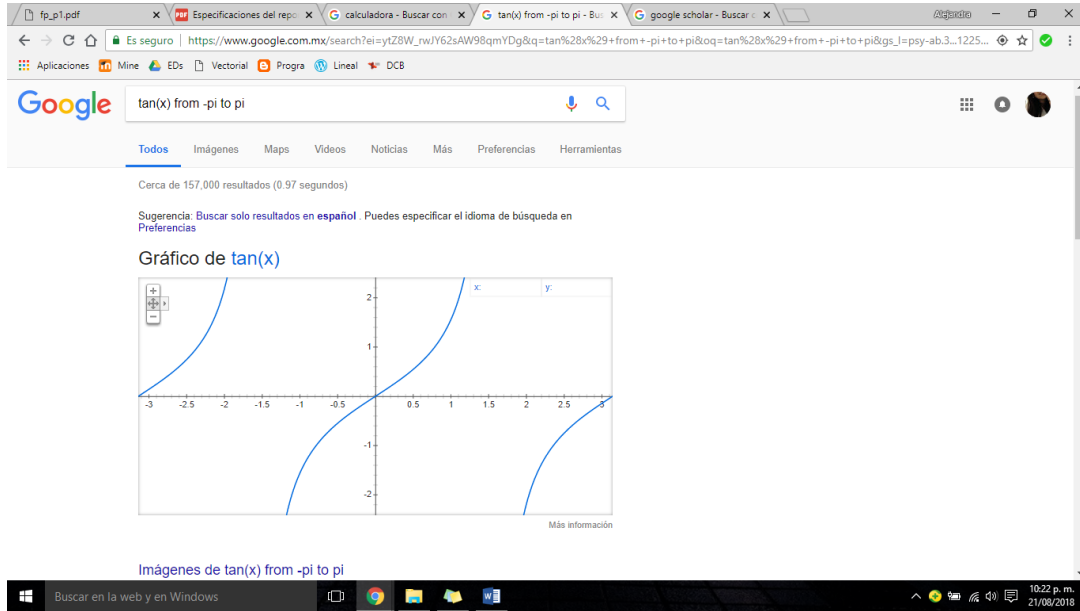 fp_p1.pdf
Especificaciones del repo
calculadora - Buscar con
tan(x) from -pi to pi - Bus
google scholar - Buscar c
Alejandra
Es seguro | https://www.google.com.mx/search?ei=ytZ8W_rwJY62sAW98qmYDg&q=tan%28x%29+from+-pi+to+pi&oq=tan%28x%29+from+-pi+to+pi&gs_l=psy-ab.3...1225...
Aplicaciones Mine EDs Vectorial Progra Lineal DCB
Google
tan(x) from -pi to pi
Todos Imágenes Maps Videos Noticias Más Preferencias Herramientas
Cerca de 157,000 resultados (0.97 segundos)
Sugerencia: Buscar solo resultados en español . Puedes especificar el idioma de búsqueda en
Preferencias
Gráfico de tan(x)
x: y:
2
1
-3 -2.5 -2 -1.5 -1 -0.5 0.5 1 1.5 2 2.5 3
-1
-2
Más información
Imágenes de tan(x) from -pi to pi
Buscar en la web y en Windows
10:22 p. m.
21/08/2018